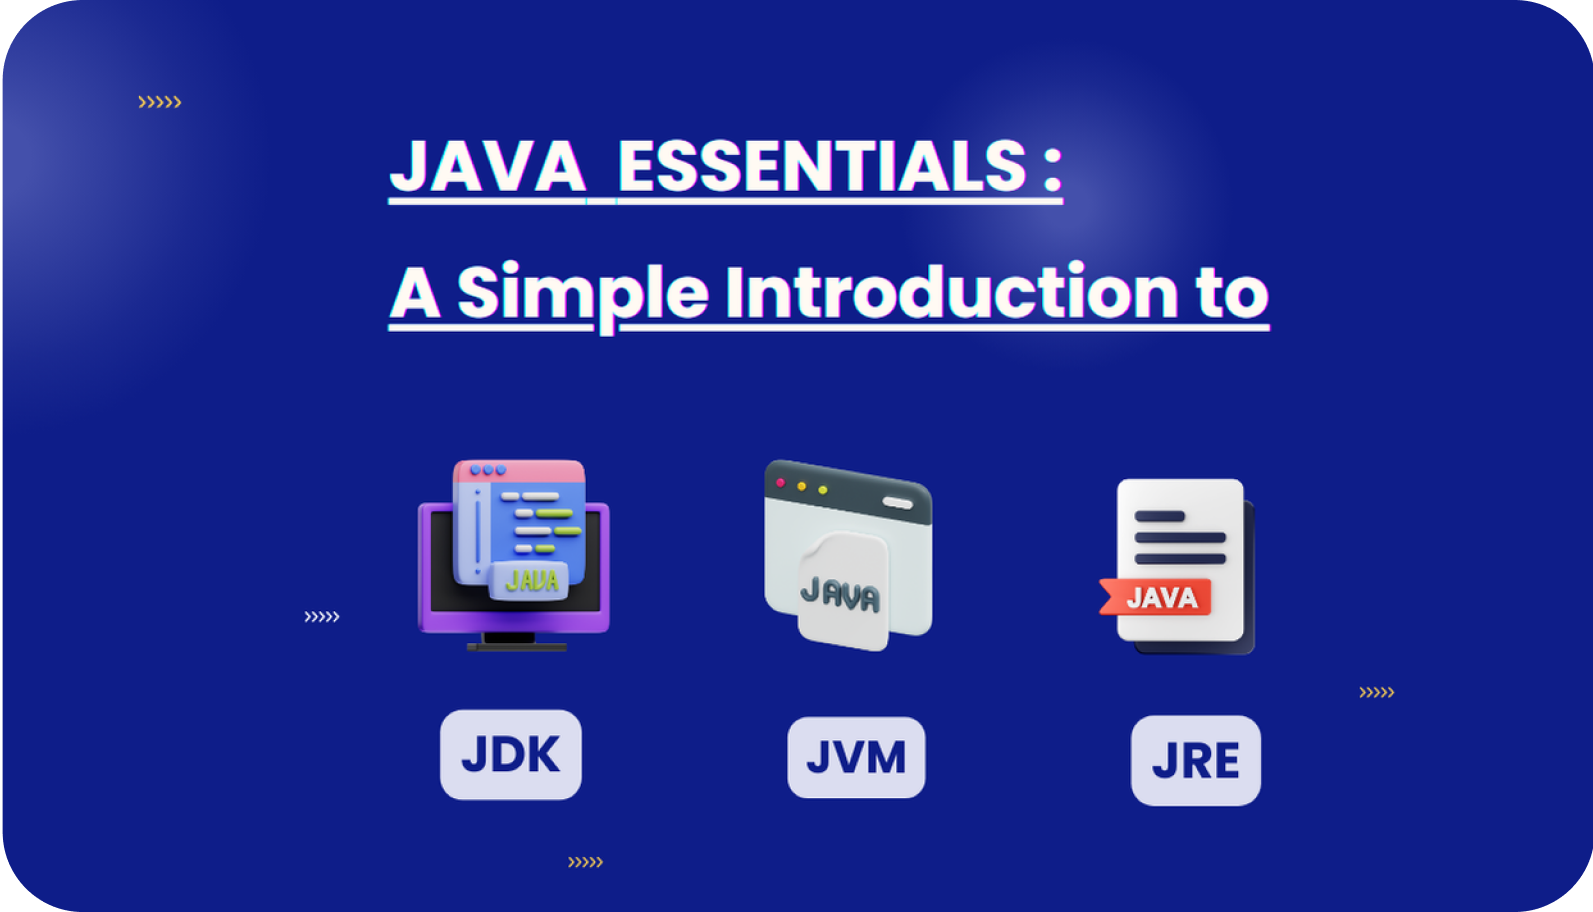 JAVA ESSENTIALS :
A Simple Introduction to
JAVA
JAVA
JAVA
JDK
JVM
JRE